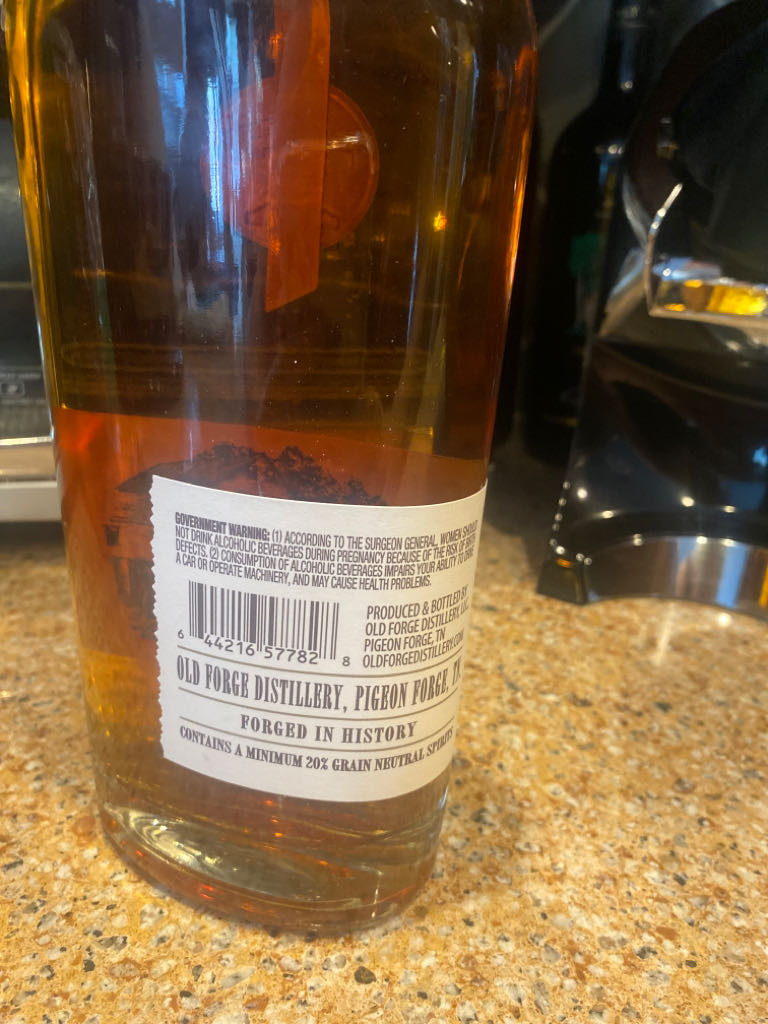 GOVERNMENT WARNING: (1) ACCORDING TO THE SURGEON GENERAL, WOMEN SHOULD
NOT DRINK ALCOHOLIC BEVERAGES DURING PREGNANCY BECAUSE OF THE RISK OF BIRTH
DEFECTS. (2) CONSUMPTION OF ALCOHOLIC BEVERAGES IMPAIRS YOUR ABILITY TO DRIVE
A CAR OR OPERATE MACHINERY, AND MAY CAUSE HEALTH PROBLEMS.
PRODUCED & BOTTLED BY
OLD FORGE DISTILLERY, LLC.
PIGEON FORGE, TN
OLDFORGEDISTILLERY.COM
6 44216 57782 8
OLD FORGE DISTILLERY, PIGEON FORGE, TN
FORGED IN HISTORY
CONTAINS A MINIMUM 20% GRAIN NEUTRAL SPIRITS